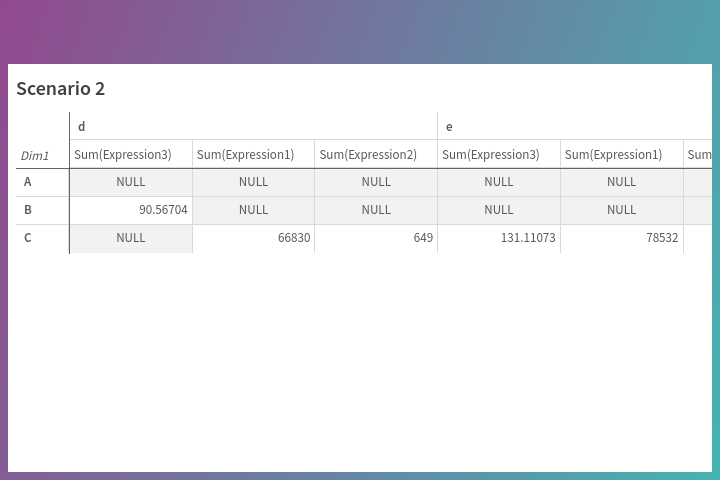 Scenario 2
d e
Dim1 Sum(Expression3) Sum(Expression1) Sum(Expression2) Sum(Expression3) Sum(Expression1) Sum
A NULL NULL NULL NULL NULL
B 90.56704 NULL NULL NULL NULL
C NULL 66830 649 131.11073 78532